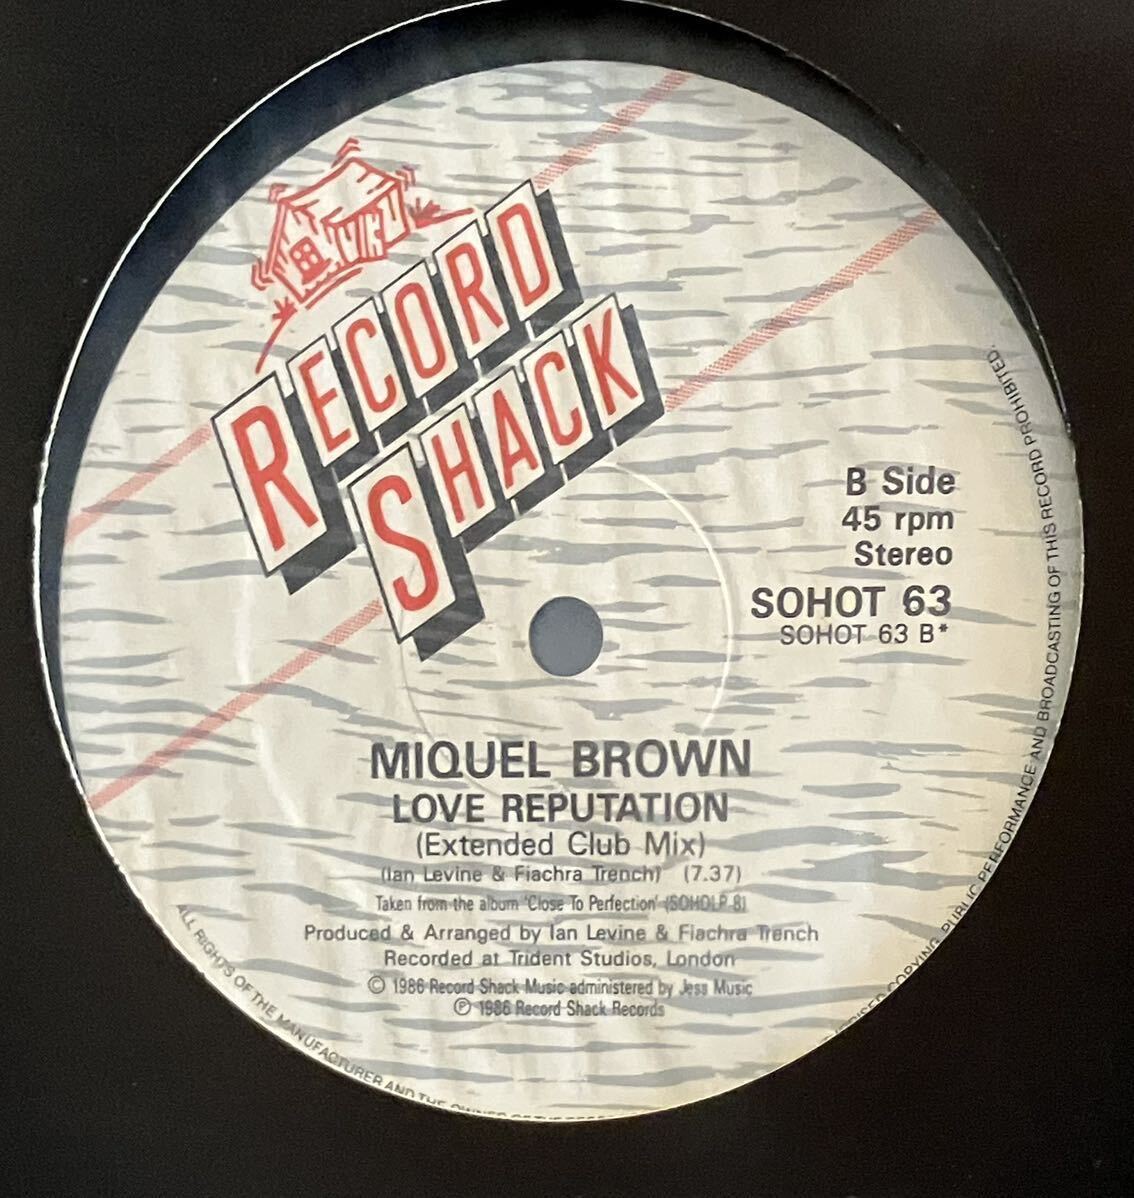 RECORD
SHACK
B Side
45 rpm
Stereo
SOHOT 63
SOHOT 63 B*
MIQUEL BROWN
LOVE REPUTATION
(Extended Club Mix)
(Ian Levine & Fiachra Trench) (7.37)
Taken from the album 'Close To Perfection' (SOHOLP 8)
Produced & Arranged by Ian Levine & Fiachra Trench
Recorded at Trident Studios, London
© 1986 Record Shack Music administered by Jess Music
℗ 1986 Record Shack Records
ALL RIGHTS OF THE MANUFACTURER AND THE OWNER OF THE
COPYING, PUBLIC PERFORMANCE AND BROADCASTING OF THIS RECORD PROHIBITED.